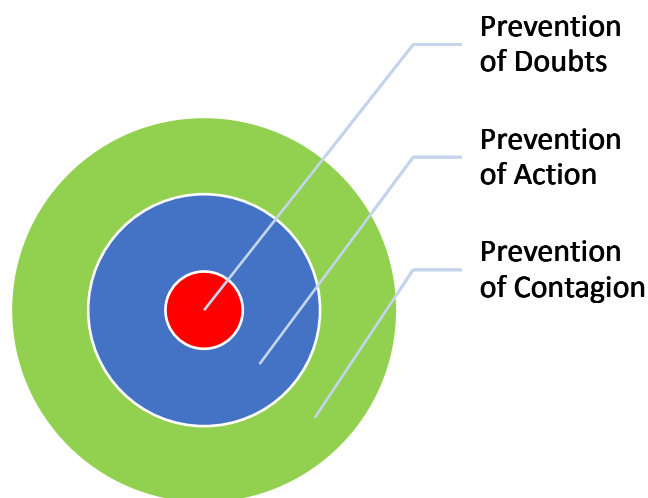 Prevention
of Doubts
Prevention
of Action
Prevention
of Contagion